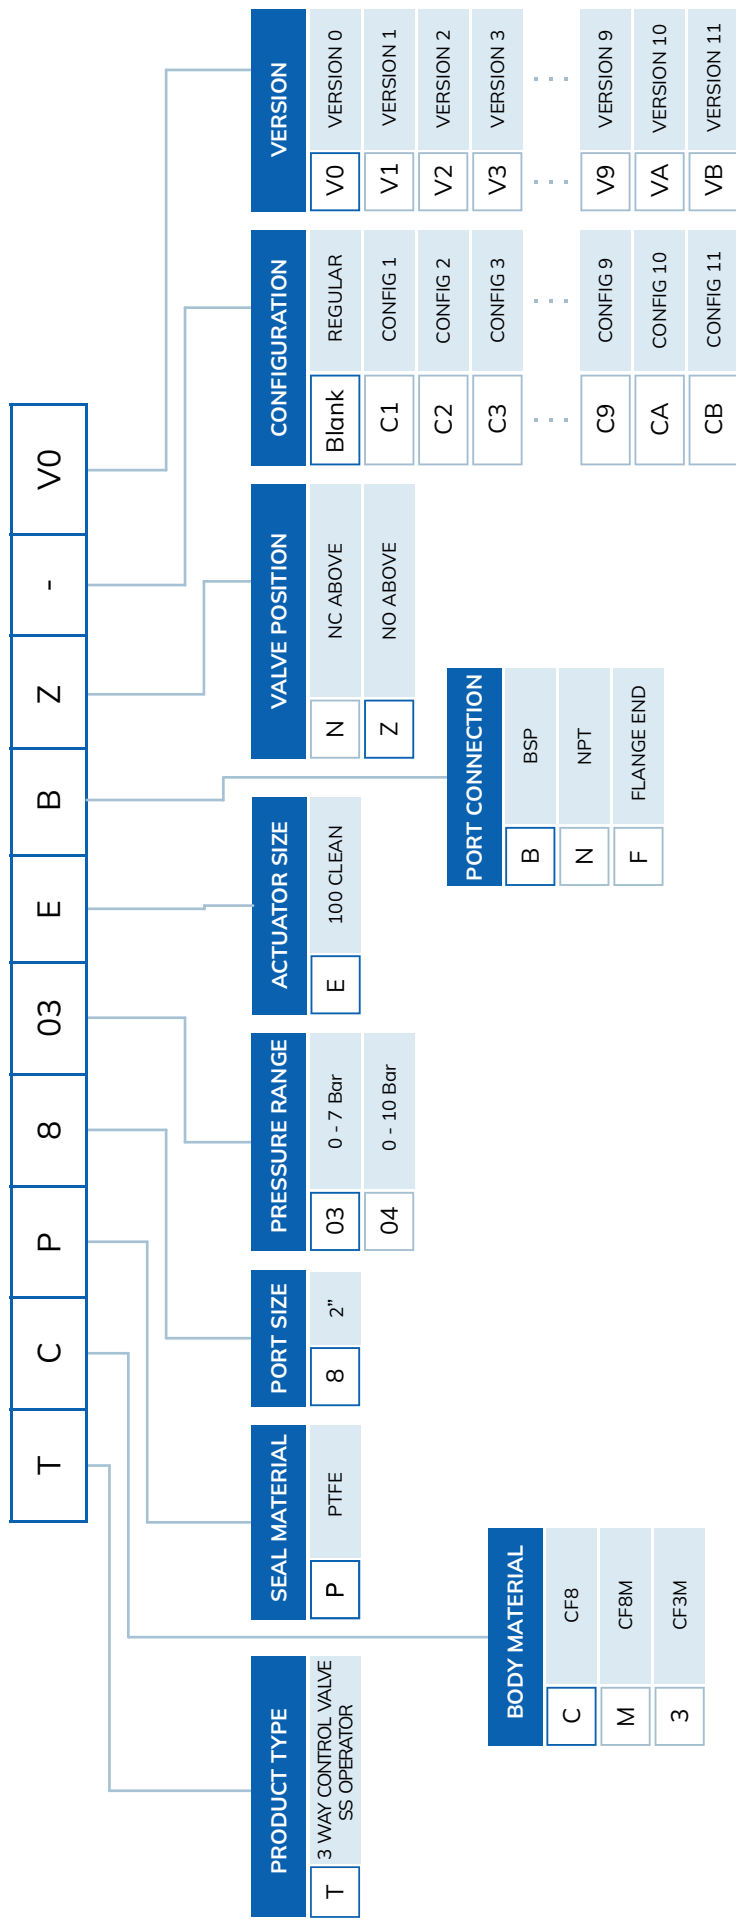 T C P 8 03 E B Z - V0
PRODUCT TYPE
T 3 WAY CONTROL VALVE
SS OPERATOR
BODY MATERIAL
C CF8
M CF8M
3 CF3M
SEAL MATERIAL
P PTFE
PORT SIZE
8 2”
PRESSURE RANGE
03 0 - 7 Bar
04 0 - 10 Bar
ACTUATOR SIZE
E 100 CLEAN
PORT CONNECTION
B BSP
N NPT
F FLANGE END
VALVE POSITION
N NC ABOVE
Z NO ABOVE
CONFIGURATION
Blank REGULAR
C1 CONFIG 1
C2 CONFIG 2
C3 CONFIG 3
C9 CONFIG 9
CA CONFIG 10
CB CONFIG 11
VERSION
V0 VERSION 0
V1 VERSION 1
V2 VERSION 2
V3 VERSION 3
V9 VERSION 9
VA VERSION 10
VB VERSION 11